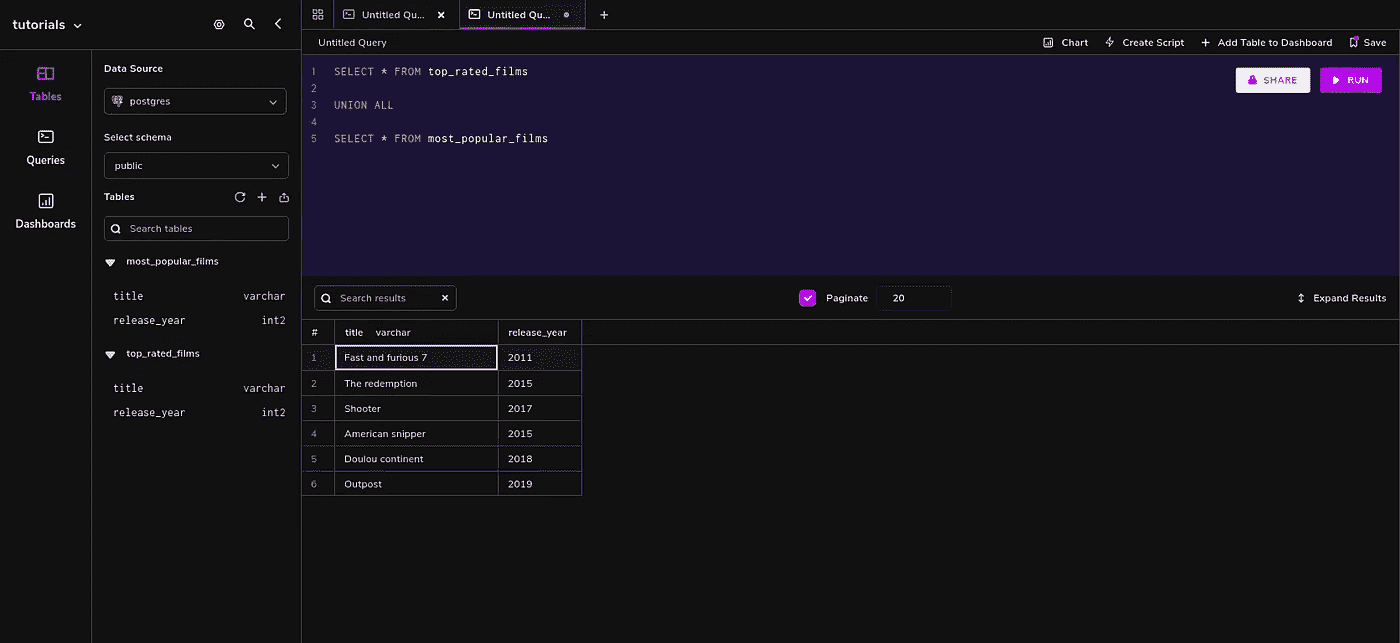 tutorials
Tables
Queries
Dashboards
Data Source
postgres
Select schema
public
Tables
Search tables
most_popular_films
title varchar
release_year int2
top_rated_films
title varchar
release_year int2
Untitled Qu...
Untitled Qu...
Untitled Query
Chart
Create Script
Add Table to Dashboard
Save
1 SELECT * FROM top_rated_films
2
3 UNION ALL
4
5 SELECT * FROM most_popular_films
SHARE
RUN
Search results
Paginate 20
Expand Results
# title varchar release_year
1 Fast and furious 7 2011
2 The redemption 2015
3 Shooter 2017
4 American snipper 2015
5 Doulou continent 2018
6 Outpost 2019